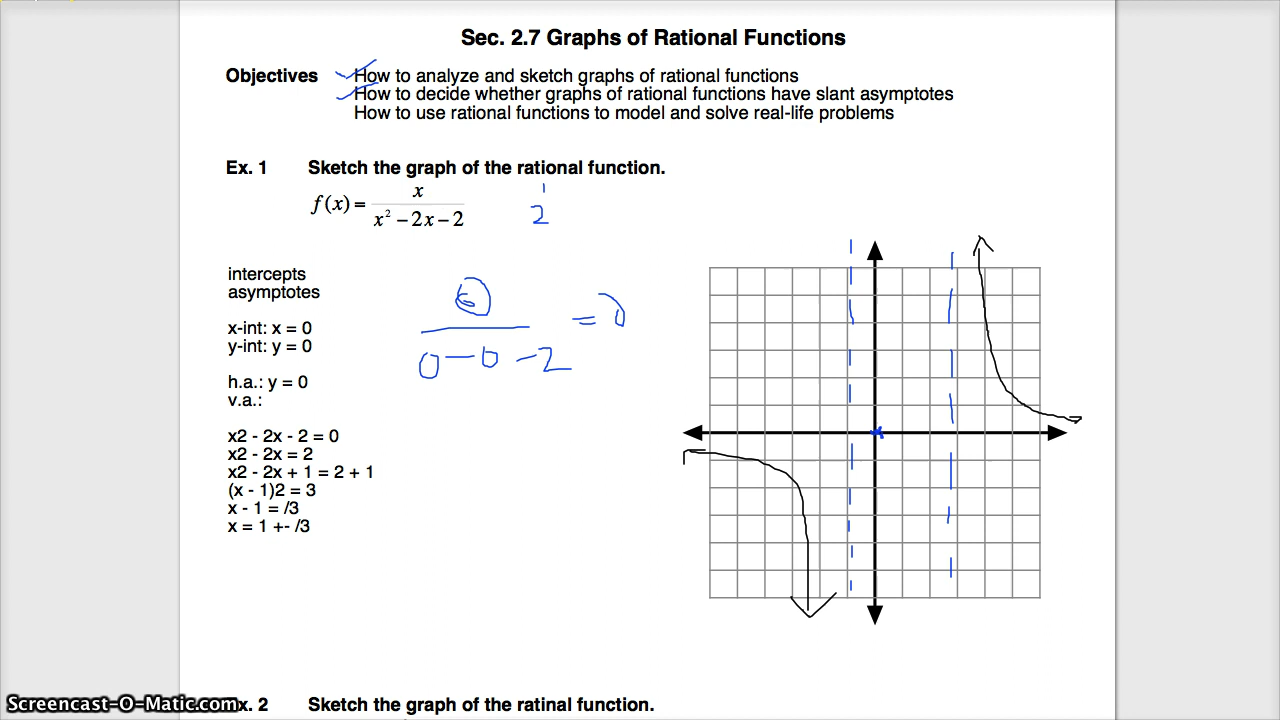 Sec. 2.7 Graphs of Rational Functions
Objectives How to analyze and sketch graphs of rational functions
How to decide whether graphs of rational functions have slant asymptotes
How to use rational functions to model and solve real-life problems
Ex. 1 Sketch the graph of the rational function.
f(x) = x / x² – 2x – 2
1
2
intercepts
asymptotes
x-int: x = 0
y-int: y = 0
h.a.: y = 0
v.a.:
x2 - 2x - 2 = 0
x2 - 2x = 2
x2 - 2x + 1 = 2 + 1
(x - 1)2 = 3
x - 1 = /3
x = 1 +- /3
0
= 0
0 - 0 - 2
x. 2 Sketch the graph of the ratinal function.
Screencast-O-Matic.com